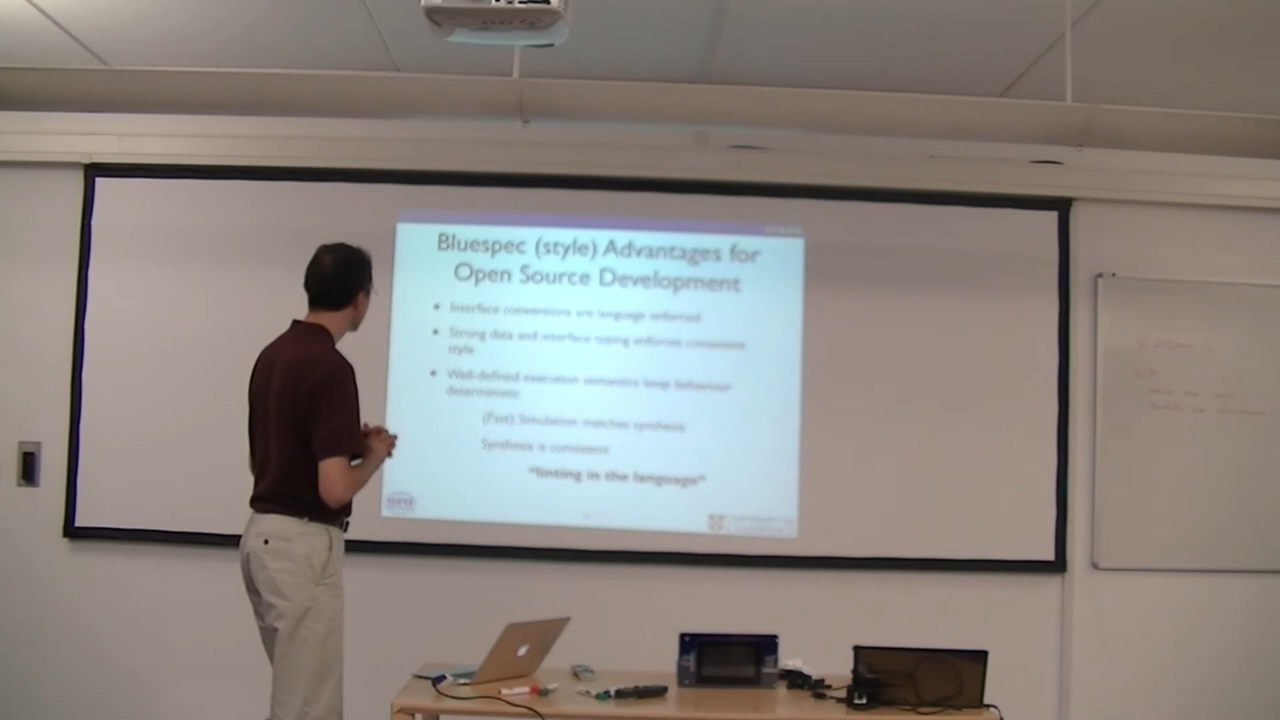 Bluespec (style) Advantages for
Open Source Development
• Interface conventions are language enforced
• Strong data and interface typing enforces consistent
style
• Well-defined execution semantics keep behaviour
deterministic
(Fast) Simulation matches synthesis
Synthesis is consistent
"linting in the language"